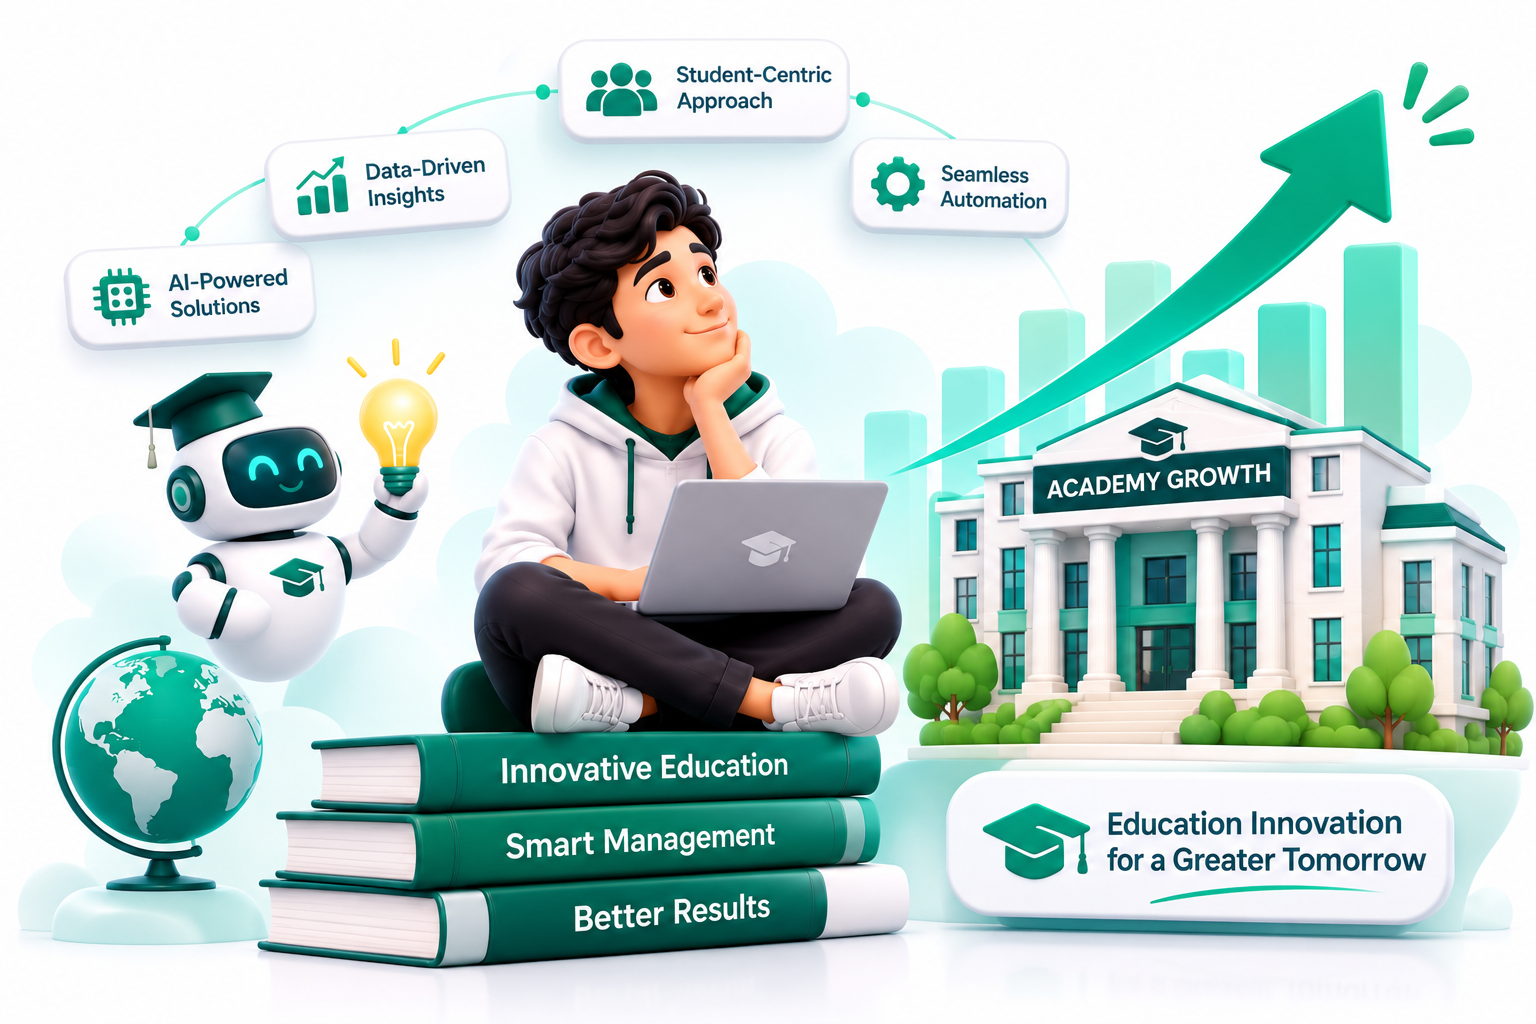 Student-Centric
Approach
Data-Driven
Insights
Seamless
Automation
AI-Powered
Solutions
ACADEMY GROWTH
Innovative Education
Smart Management
Better Results
Education Innovation
for a Greater Tomorrow